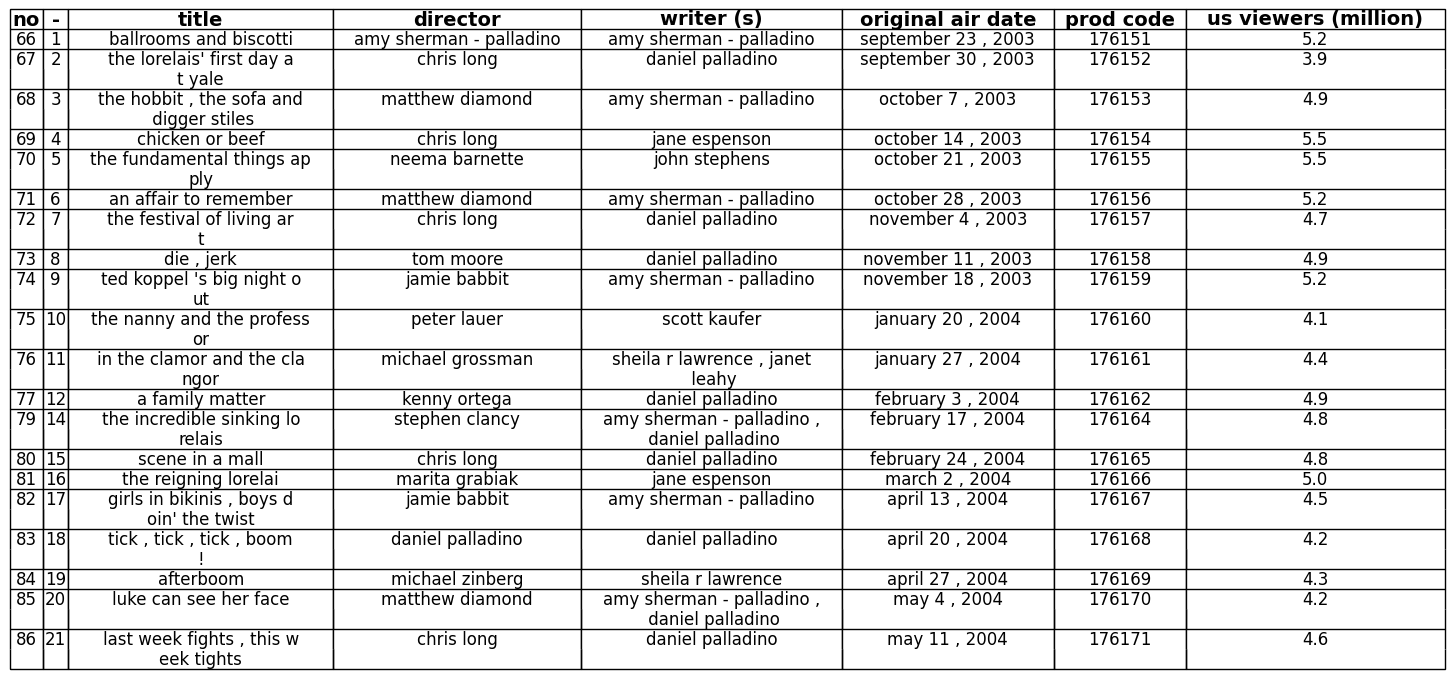 no - title director writer (s) original air date prod code us viewers (million)
66 1 ballrooms and biscotti amy sherman - palladino amy sherman - palladino september 23 , 2003 176151 5.2
67 2 the lorelais' first day a chris long daniel palladino september 30 , 2003 176152 3.9
t yale
68 3 the hobbit , the sofa and matthew diamond amy sherman - palladino october 7 , 2003 176153 4.9
digger stiles
69 4 chicken or beef chris long jane espenson october 14 , 2003 176154 5.5
70 5 the fundamental things ap neema barnette john stephens october 21 , 2003 176155 5.5
ply
71 6 an affair to remember matthew diamond amy sherman - palladino october 28 , 2003 176156 5.2
72 7 the festival of living ar chris long daniel palladino november 4 , 2003 176157 4.7
t
73 8 die , jerk tom moore daniel palladino november 11 , 2003 176158 4.9
74 9 ted koppel 's big night o jamie babbit amy sherman - palladino november 18 , 2003 176159 5.2
ut
75 10 the nanny and the profess peter lauer scott kaufer january 20 , 2004 176160 4.1
or
76 11 in the clamor and the cla michael grossman sheila r lawrence , janet january 27 , 2004 176161 4.4
ngor leahy
77 12 a family matter kenny ortega daniel palladino february 3 , 2004 176162 4.9
79 14 the incredible sinking lo stephen clancy amy sherman - palladino , february 17 , 2004 176164 4.8
relais daniel palladino
80 15 scene in a mall chris long daniel palladino february 24 , 2004 176165 4.8
81 16 the reigning lorelai marita grabiak jane espenson march 2 , 2004 176166 5.0
82 17 girls in bikinis , boys d jamie babbit amy sherman - palladino april 13 , 2004 176167 4.5
oin' the twist
83 18 tick , tick , tick , boom daniel palladino daniel palladino april 20 , 2004 176168 4.2
!
84 19 afterboom michael zinberg sheila r lawrence april 27 , 2004 176169 4.3
85 20 luke can see her face matthew diamond amy sherman - palladino , may 4 , 2004 176170 4.2
daniel palladino
86 21 last week fights , this w chris long daniel palladino may 11 , 2004 176171 4.6
eek tights